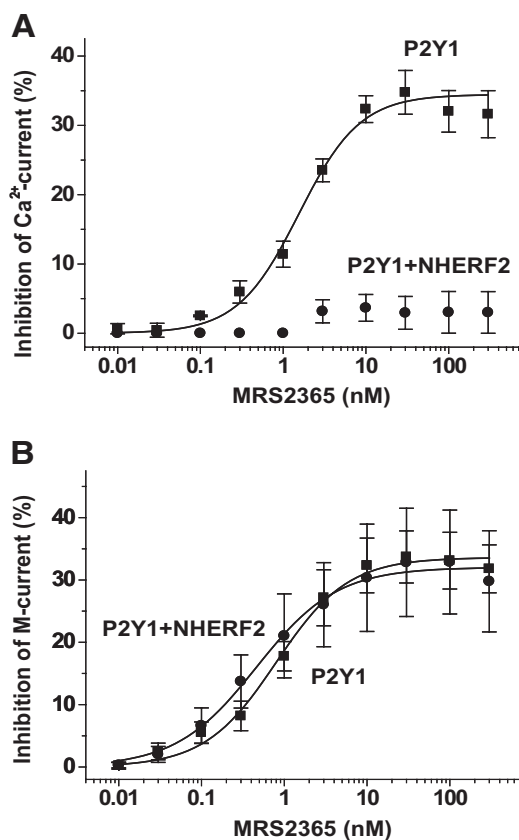 A
Inhibition of Ca²⁺-current (%)
40
30
20
10
0
P2Y1
P2Y1+NHERF2
0.01 0.1 1 10 100
MRS2365 (nM)
B
Inhibition of M-current (%)
40
30
20
10
0
P2Y1+NHERF2
P2Y1
0.01 0.1 1 10 100
MRS2365 (nM)